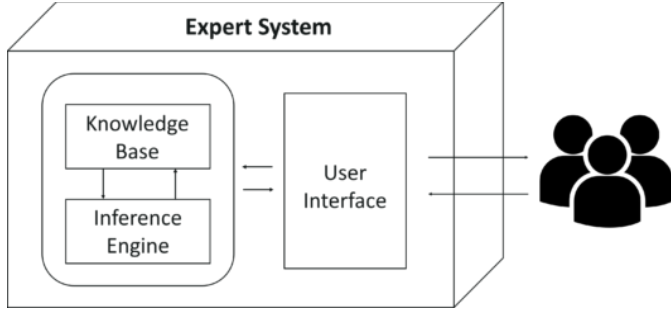 Expert System
Knowledge
Base
Inference
Engine
User
Interface